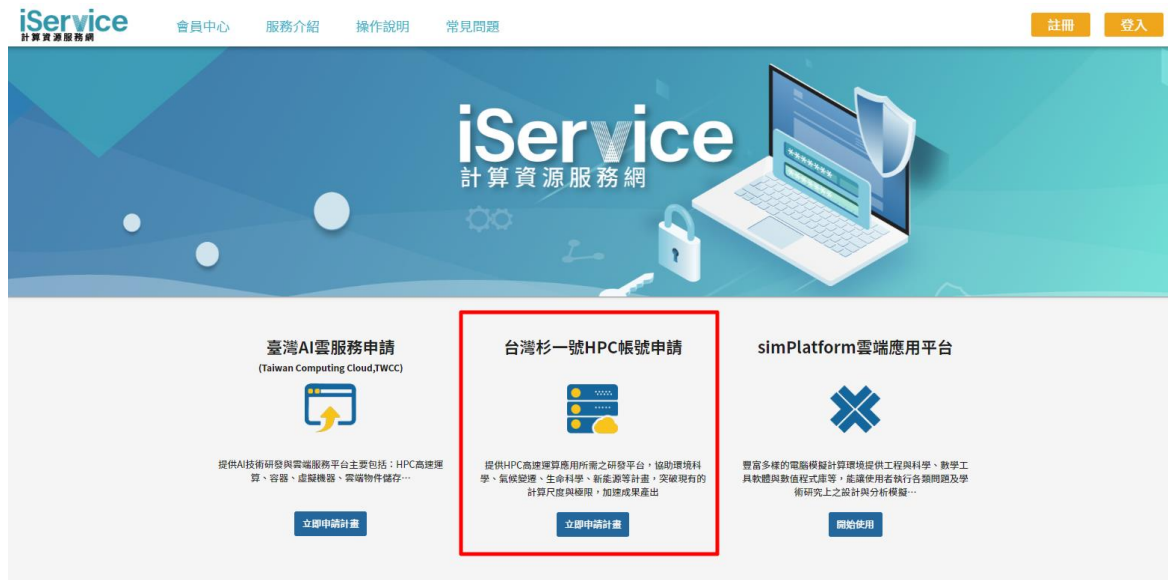 iService
計算資源服務網
會員中心 服務介紹 操作說明 常見問題
註冊 登入
iService
計算資源服務網
臺灣AI雲服務申請
(Taiwan Computing Cloud,TWCC)
提供AI技術研發與雲端服務平台主要包括：HPC高速運
算、容器、虛擬機器、雲端物件儲存…
立即申請計畫
台灣杉一號HPC帳號申請
提供HPC高速運算應用所需之研發平台，協助環境科
學、氣候變遷、生命科學、新能源等計畫，突破現有的
計算尺度與極限，加速成果產出
立即申請計畫
simPlatform雲端應用平台
豐富多樣的電腦模擬計算環境提供工程與科學、數學工
具軟體與數值程式庫等，能讓使用者執行各類問題及學
術研究上之設計與分析模擬…
開始使用